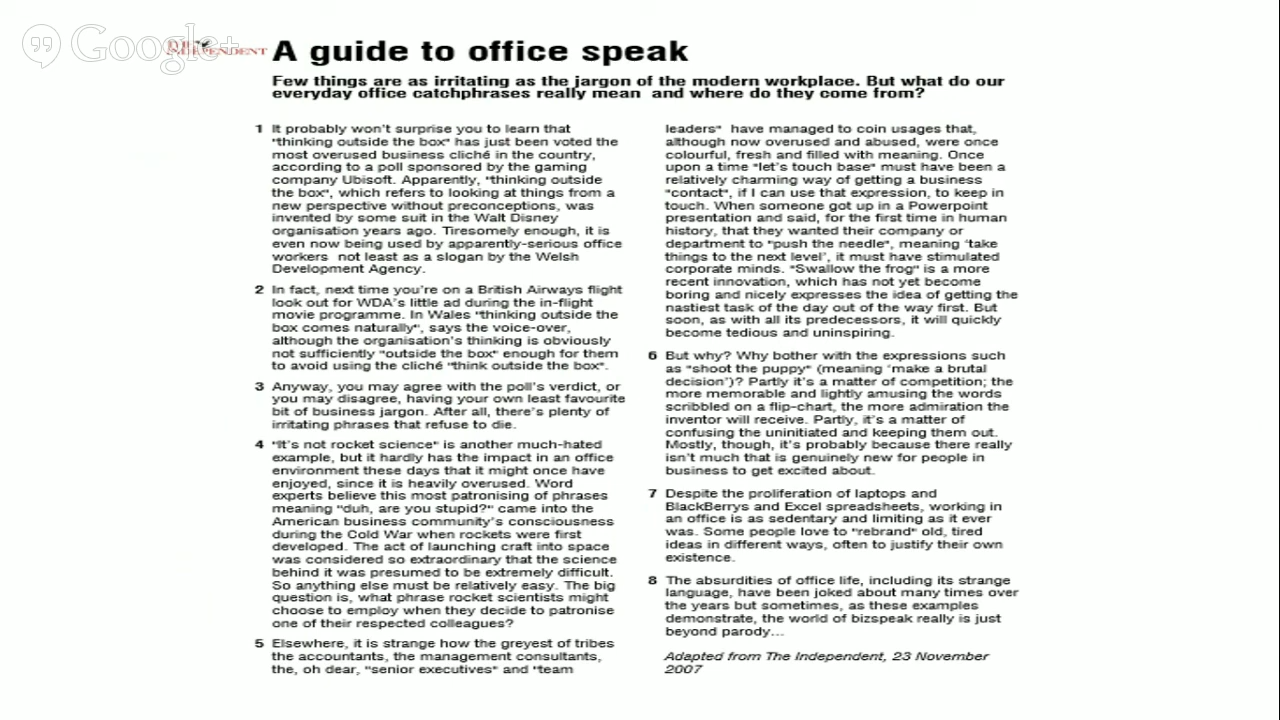 Google+
THE INDEPENDENT
A guide to office speak
Few things are as irritating as the jargon of the modern workplace. But what do our
everyday office catchphrases really mean and where do they come from?
1 It probably won't surprise you to learn that
"thinking outside the box" has just been voted the
most overused business cliché in the country,
according to a poll sponsored by the gaming
company Ubisoft. Apparently, "thinking outside
the box", which refers to looking at things from a
new perspective without preconceptions, was
invented by some suit in the Walt Disney
organisation years ago. Tiresomely enough, it is
even now being used by apparently-serious office
workers not least as a slogan by the Welsh
Development Agency.
2 In fact, next time you're on a British Airways flight
look out for WDA's little ad during the in-flight
movie programme. In Wales "thinking outside the
box comes naturally", says the voice-over,
although the organisation's thinking is obviously
not sufficiently "outside the box" enough for them
to avoid using the cliché "think outside the box".
3 Anyway, you may agree with the poll's verdict, or
you may disagree, having your own least favourite
bit of business jargon. After all, there's plenty of
irritating phrases that refuse to die.
4 "It's not rocket science" is another much-hated
example, but it hardly has the impact in an office
environment these days that it might once have
enjoyed, since it is heavily overused. Word
experts believe this most patronising of phrases
meaning "duh, are you stupid?" came into the
American business community's consciousness
during the Cold War when rockets were first
developed. The act of launching craft into space
was considered so extraordinary that the science
behind it was presumed to be extremely difficult.
So anything else must be relatively easy. The big
question is, what phrase rocket scientists might
choose to employ when they decide to patronise
one of their respected colleagues?
5 Elsewhere, it is strange how the greyest of tribes
the accountants, the management consultants,
the, oh dear, "senior executives" and "team
leaders" have managed to coin usages that,
although now overused and abused, were once
colourful, fresh and filled with meaning. Once
upon a time "let's touch base" must have been a
relatively charming way of getting a business
"contact", if I can use that expression, to keep in
touch. When someone got up in a Powerpoint
presentation and said, for the first time in human
history, that they wanted their company or
department to "push the needle", meaning 'take
things to the next level', it must have stimulated
corporate minds. "Swallow the frog" is a more
recent innovation, which has not yet become
boring and nicely expresses the idea of getting the
nastiest task of the day out of the way first. But
soon, as with all its predecessors, it will quickly
become tedious and uninspiring.
6 But why? Why bother with the expressions such
as "shoot the puppy" (meaning 'make a brutal
decision')? Partly it's a matter of competition; the
more memorable and lightly amusing the words
scribbled on a flip-chart, the more admiration the
inventor will receive. Partly, it's a matter of
confusing the uninitiated and keeping them out.
Mostly, though, it's probably because there really
isn't much that is genuinely new for people in
business to get excited about.
7 Despite the proliferation of laptops and
BlackBerrys and Excel spreadsheets, working in
an office is as sedentary and limiting as it ever
was. Some people love to "rebrand" old, tired
ideas in different ways, often to justify their own
existence.
8 The absurdities of office life, including its strange
language, have been joked about many times over
the years but sometimes, as these examples
demonstrate, the world of bizspeak really is just
beyond parody...
Adapted from The Independent, 23 November
2007